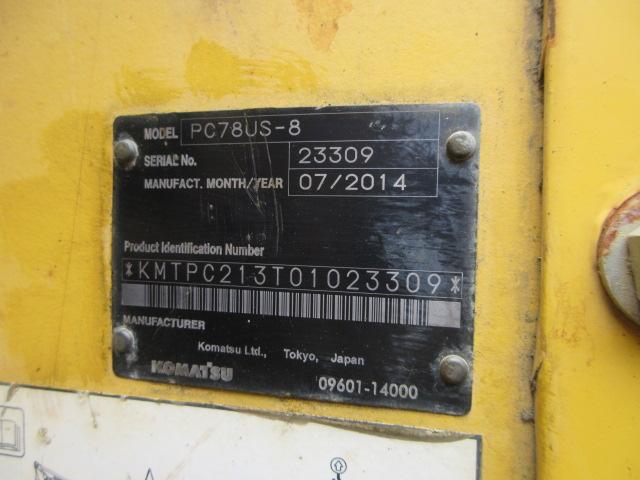 MODEL PC78US-8
SERIAL No. 23309
MANUFACT. MONTH/YEAR 07/2014
Product Identification Number
*KMTPC213T01023309*
MANUFACTURER
Komatsu Ltd., Tokyo, Japan
KOMATSU 09601-14000